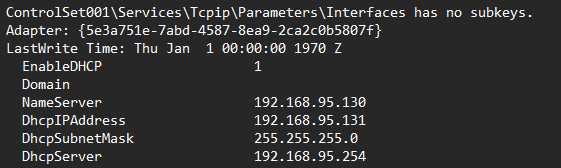 ControlSet001\Services\Tcpip\Parameters\Interfaces has no subkeys.
Adapter: {5e3a751e-7abd-4587-8ea9-2ca2c0b5807f}
LastWrite Time: Thu Jan  1 00:00:00 1970 Z
  EnableDHCP                   1
  Domain
  NameServer                   192.168.95.130
  DhcpIPAddress                192.168.95.131
  DhcpSubnetMask               255.255.255.0
  DhcpServer                   192.168.95.254